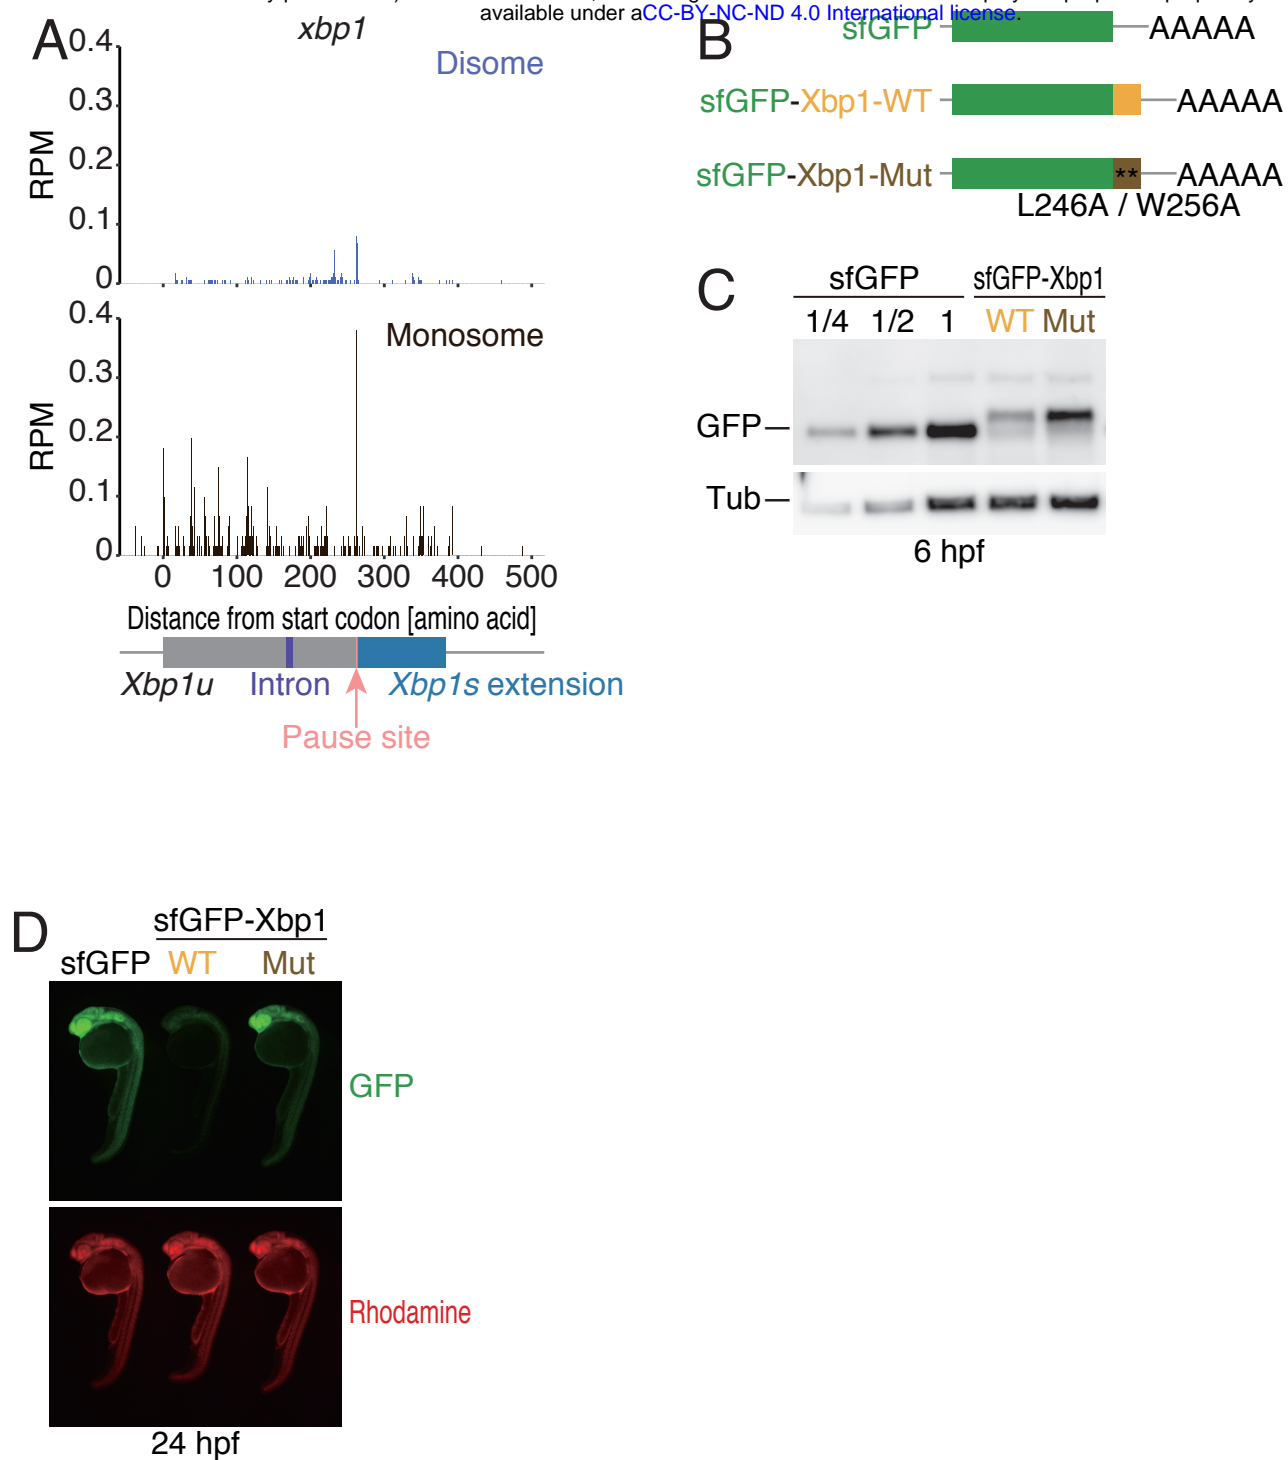 available under aCC-BY-NC-ND 4.0 International license.
A
xbp1
Disome
RPM
0.4
0.3
0.2
0.1
0
Monosome
RPM
0.4
0.3
0.2
0.1
0
0 100 200 300 400 500
Distance from start codon [amino acid]
Xbp1u Intron Xbp1s extension
Pause site
B
sfGFP AAAAA
sfGFP-Xbp1-WT AAAAA
sfGFP-Xbp1-Mut ** AAAAA
L246A / W256A
C
sfGFP sfGFP-Xbp1
1/4 1/2 1 WT Mut
GFP
Tub
6 hpf
D
sfGFP-Xbp1
sfGFP WT Mut
GFP
Rhodamine
24 hpf